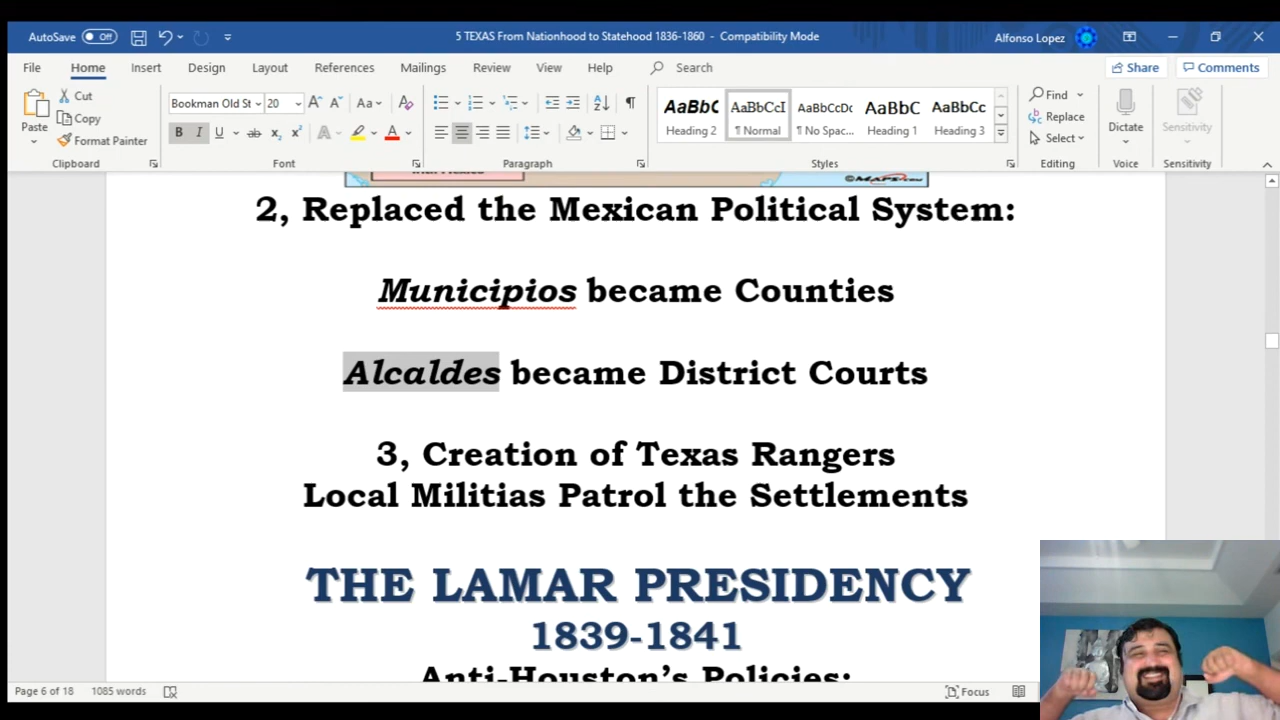 AutoSave Off 5 TEXAS From Nationhood to Statehood 1836-1860 - Compatibility Mode Alfonso Lopez
File Home Insert Design Layout References Mailings Review View Help Search Share Comments
Paste Cut Copy Format Painter
Clipboard
Bookman Old St 20 A A Aa A
B I U ab x₂ x² A A
Font
Paragraph
AaBbC AaBbCcI AaBbCcDc AaBbC AaBbCc
Heading 2 ¶ Normal ¶ No Spac... Heading 1 Heading 3
Styles
Find Replace Select
Editing
Dictate
Voice
Sensitivity
Sensitivity
2, Replaced the Mexican Political System:
Municipios became Counties
Alcaldes became District Courts
3, Creation of Texas Rangers
Local Militias Patrol the Settlements
THE LAMAR PRESIDENCY
1839-1841
Anti-Houston's Policies:
Page 6 of 18 1085 words Focus